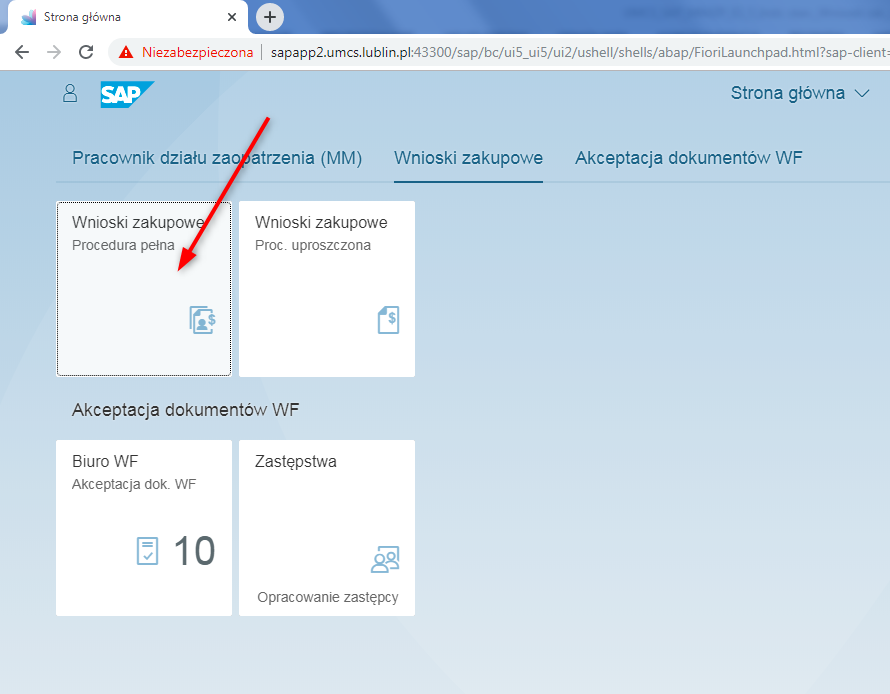 Strona główna
Niezabezpieczona sapapp2.umcs.lublin.pl:43300/sap/bc/ui5_ui5/ui2/ushell/shells/abap/FioriLaunchpad.html?sap-client=
SAP
Strona główna
Pracownik działu zaopatrzenia (MM) Wnioski zakupowe Akceptacja dokumentów WF
Wnioski zakupowe
Procedura pełna
Wnioski zakupowe
Proc. uproszczona
Akceptacja dokumentów WF
Biuro WF
Akceptacja dok. WF
10
Zastępstwa
Opracowanie zastępcy